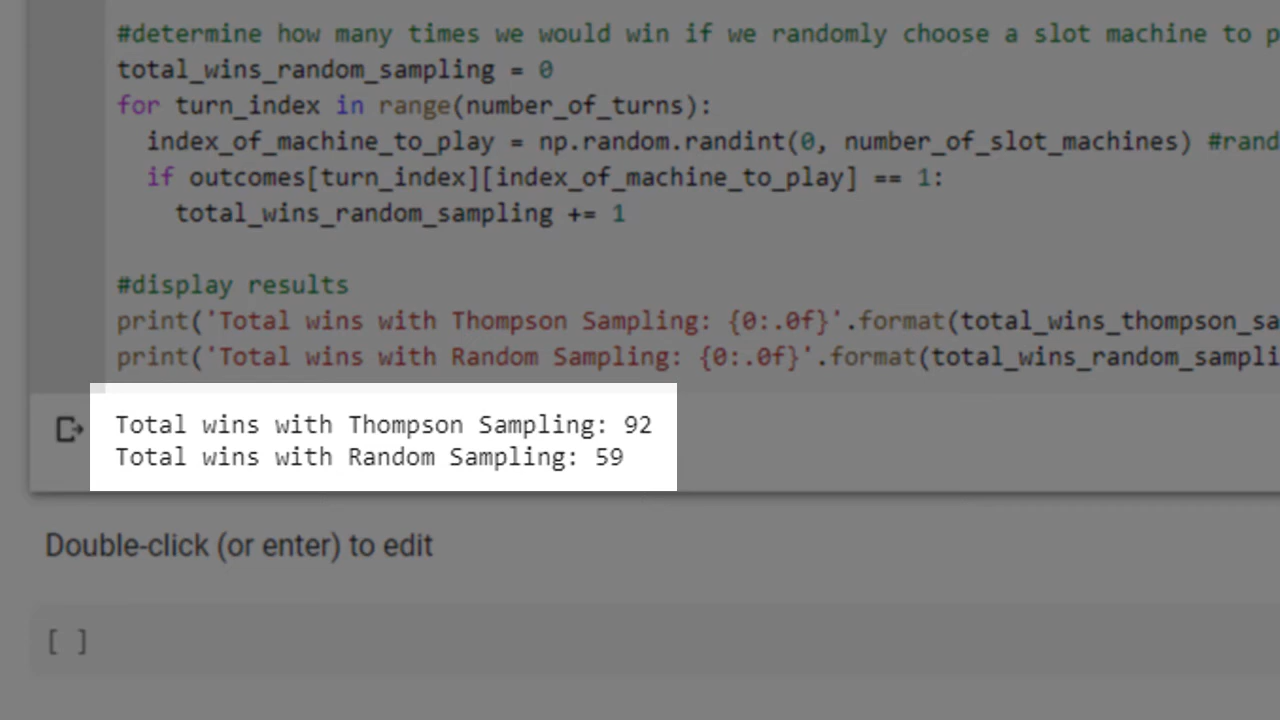 #determine how many times we would win if we randomly choose a slot machine to
total_wins_random_sampling = 0
for turn_index in range(number_of_turns):
index_of_machine_to_play = np.random.randint(0, number_of_slot_machines) #rand
if outcomes[turn_index][index_of_machine_to_play] == 1:
total_wins_random_sampling += 1
#display results
print('Total wins with Thompson Sampling: {0:.0f}'.format(total_wins_thompson_sa
print('Total wins with Random Sampling: {0:.0f}'.format(total_wins_random_sampli
Total wins with Thompson Sampling: 92
Total wins with Random Sampling: 59
Double-click (or enter) to edit
[ ]